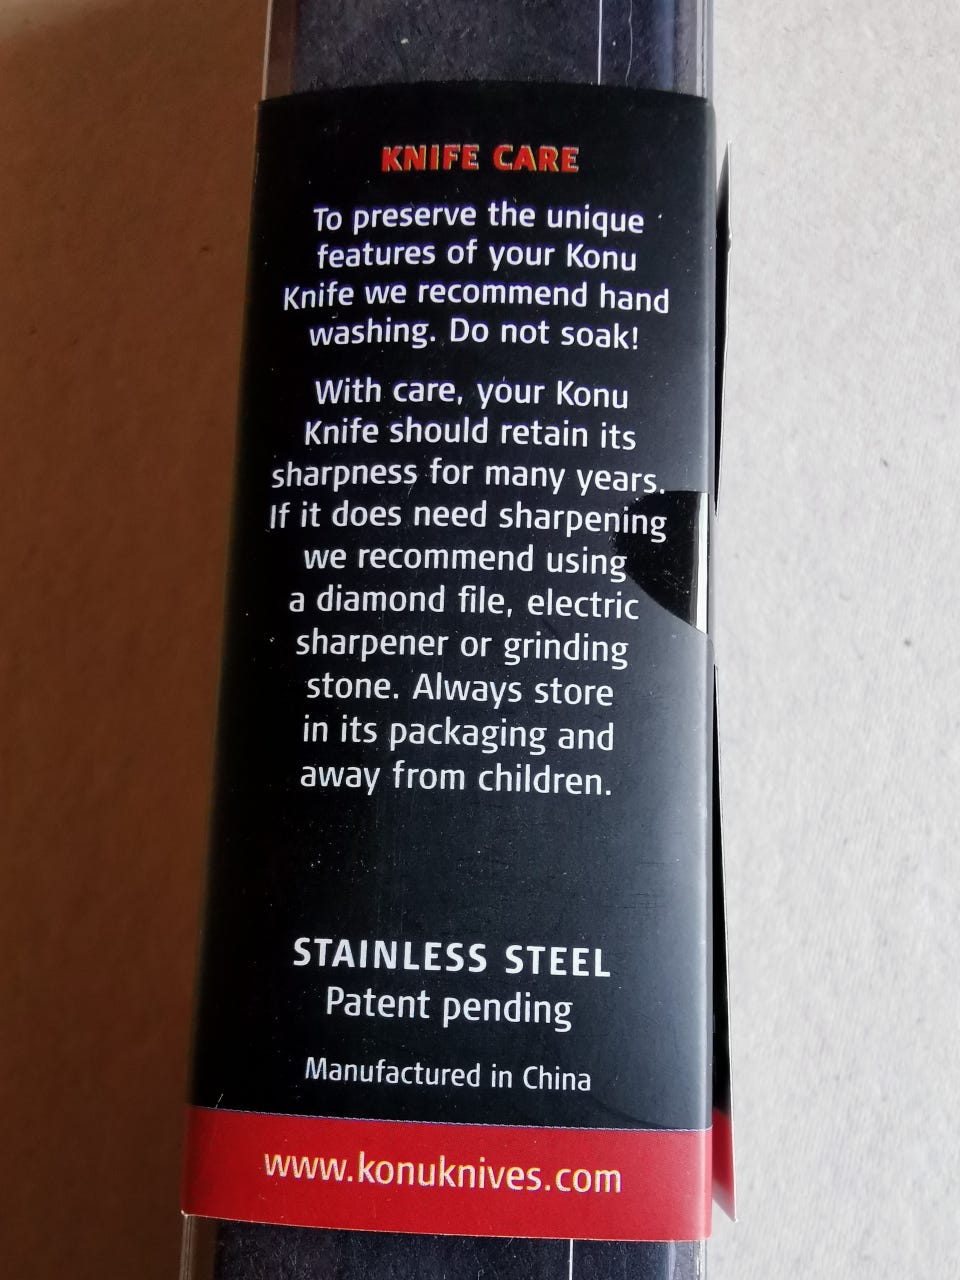 KNIFE CARE
To preserve the unique
features of your Konu
Knife we recommend hand
washing. Do not soak!
With care, your Konu
Knife should retain its
sharpness for many years.
If it does need sharpening
we recommend using
a diamond file, electric
sharpener or grinding
stone. Always store
in its packaging and
away from children.
STAINLESS STEEL
Patent pending
Manufactured in China
www.konuknives.com